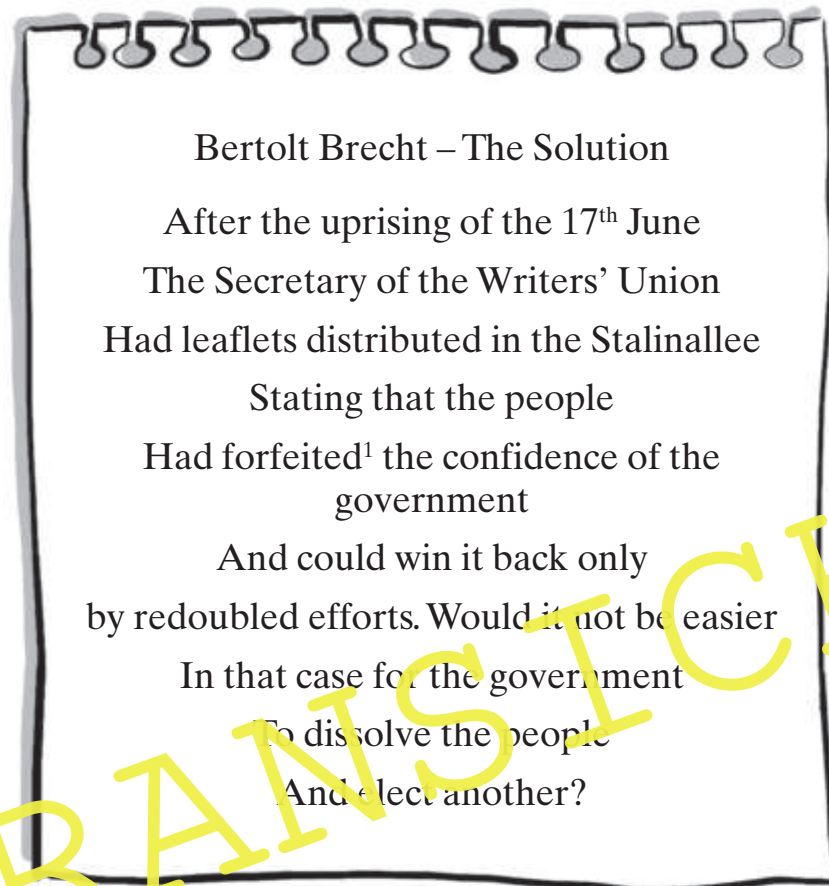 Bertolt Brecht – The Solution
After the uprising of the 17th June
The Secretary of the Writers’ Union
Had leaflets distributed in the Stalinallee
Stating that the people
Had forfeited1 the confidence of the
government
And could win it back only
by redoubled efforts. Would it not be easier
In that case for the government
To dissolve the people
And elect another?